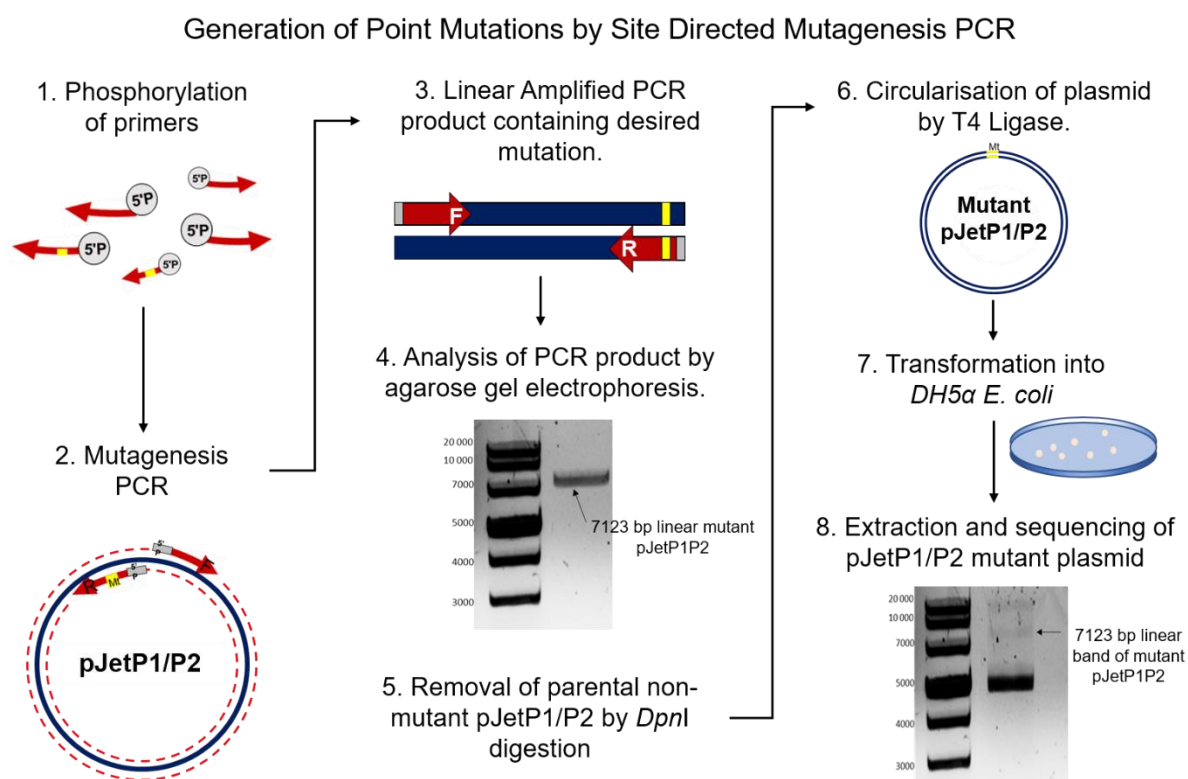 Generation of Point Mutations by Site Directed Mutagenesis PCR
1. Phosphorylation
of primers
5'P
5'P
5'P
5'P
5'P
2. Mutagenesis
PCR
5'
P
F
R
Mt
5'
P
pJetP1/P2
3. Linear Amplified PCR
product containing desired
mutation.
F
R
4. Analysis of PCR product by
agarose gel electrophoresis.
20 000
10 000
7000
5000
4000
3000
7123 bp linear mutant
pJetP1P2
5. Removal of parental non-
mutant pJetP1/P2 by DpnI
digestion
6. Circularisation of plasmid
by T4 Ligase.
Mt
Mutant
pJetP1/P2
7. Transformation into
DH5α E. coli
8. Extraction and sequencing of
pJetP1/P2 mutant plasmid
20 000
10 000
7000
5000
4000
3000
7123 bp linear
band of mutant
pJetP1P2